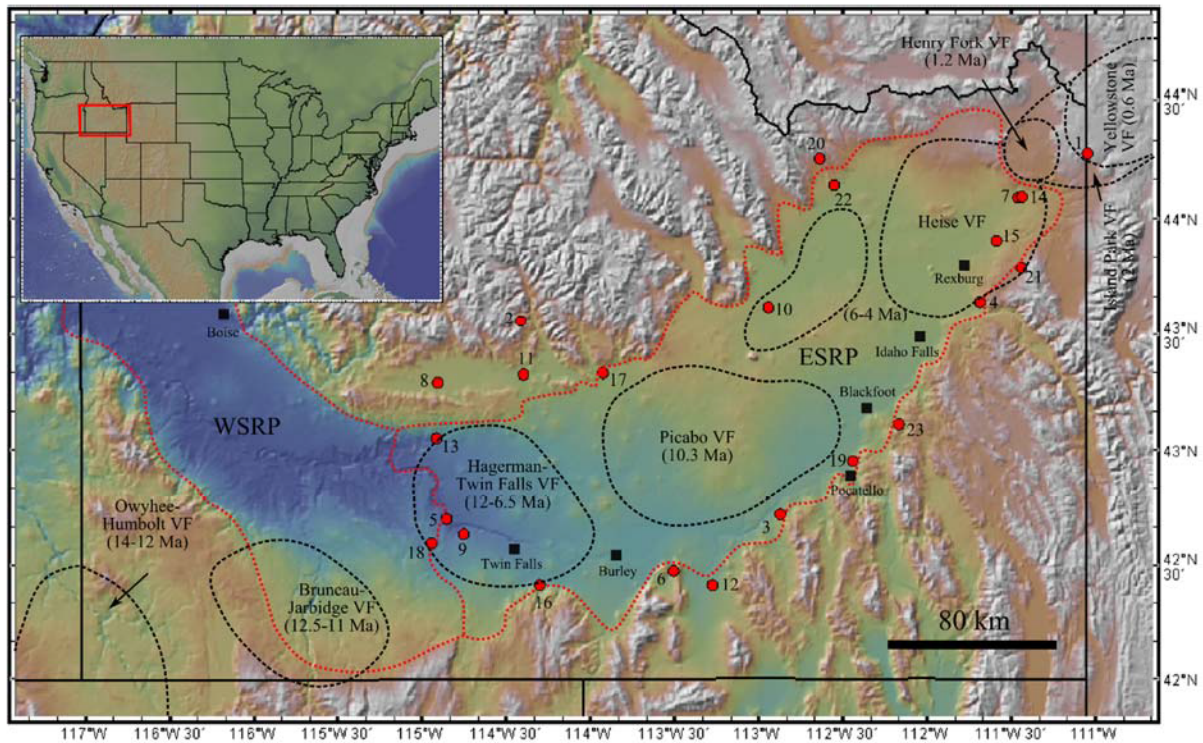 Henry Fork VF
(1.2 Ma)
Yellowstone
VF (0.6 Ma)
Island Park VF
(2 Ma)
44°N
30'
44°N
43°N
30'
43°N
30'
42°N
30'
42°N
20
22
1
7
14
Heise VF
15
Rexburg
21
4
10
(6-4 Ma)
ESRP
Idaho Falls
2
Boise
11
8
17
Blackfoot
23
WSRP
13
Picabo VF
(10.3 Ma)
19
Pocatello
Hagerman-
Twin Falls VF
(12-6.5 Ma)
Owyhee-
Humbolt VF
(14-12 Ma)
5
9
18
3
Twin Falls
Burley
6
12
16
Bruneau-
Jarbidge VF
(12.5-11 Ma)
80 km
117°W
116°W 30'
116°W
115°W 30'
115°W
114°W 30'
114°W
113°W 30'
113°W
112°W 30'
112°W
111°W 30'
111°W